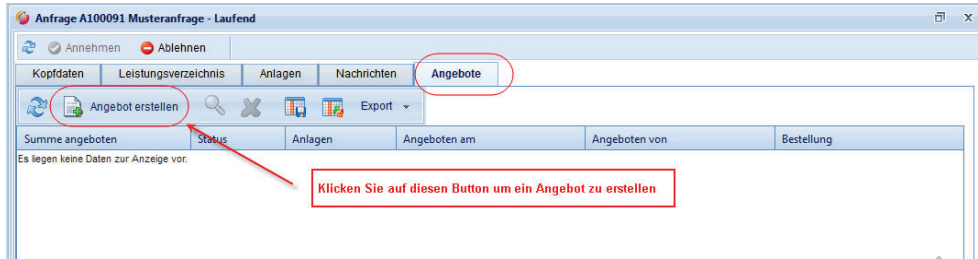 Anfrage A100091 Musteranfrage - Laufend
Annehmen Ablehnen
Kopfdaten Leistungsverzeichnis Anlagen Nachrichten Angebote
Angebot erstellen Export
Summe angeboten Status Anlagen Angeboten am Angeboten von Bestellung
Es liegen keine Daten zur Anzeige vor.
Klicken Sie auf diesen Button um ein Angebot zu erstellen